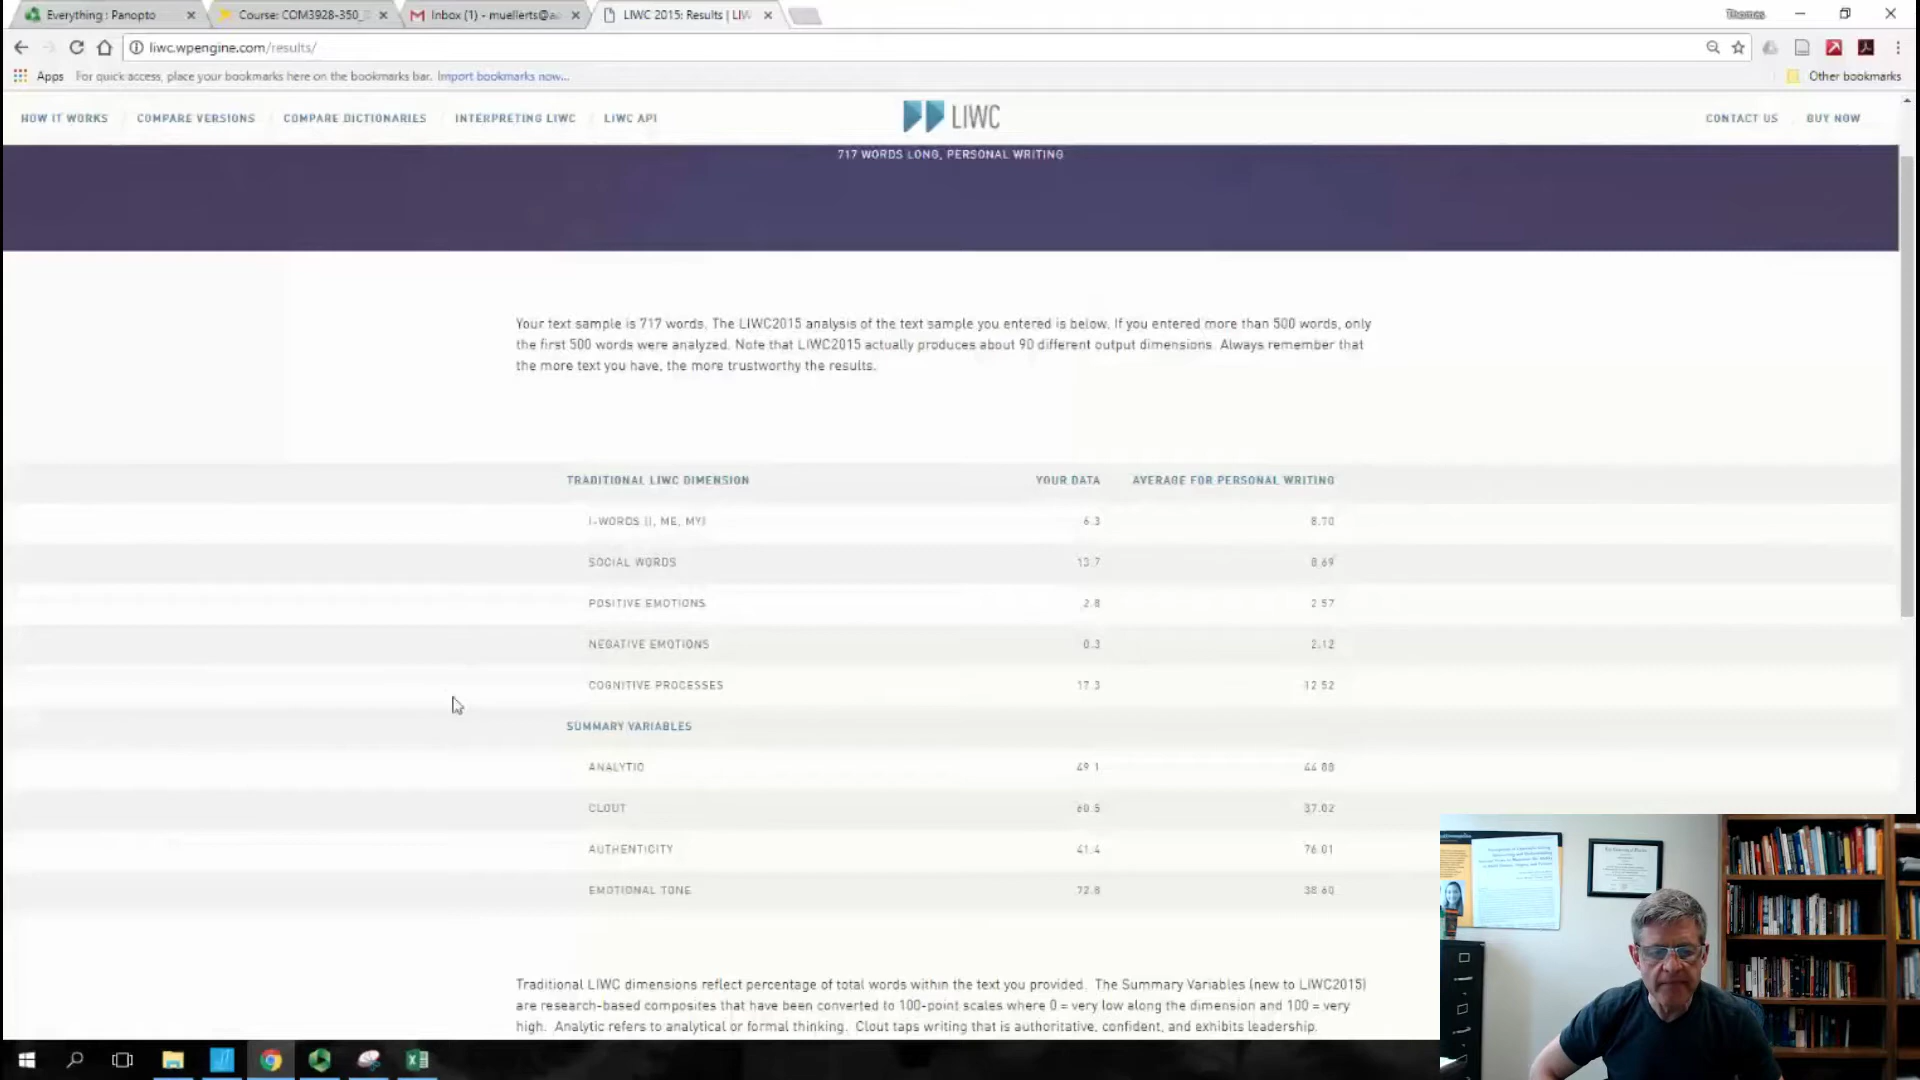 Everything : Panopto
Course: COM3928-350_
Inbox (1) - muellerts@a
LIWC 2015: Results | LIW
Thomas
liwc.wpengine.com/results/
Apps
For quick access, place your bookmarks here on the bookmarks bar. Import bookmarks now...
Other bookmarks
HOW IT WORKS
COMPARE VERSIONS
COMPARE DICTIONARIES
INTERPRETING LIWC
LIWC API
LIWC
CONTACT US
BUY NOW
717 WORDS LONG, PERSONAL WRITING
Your text sample is 717 words. The LIWC2015 analysis of the text sample you entered is below. If you entered more than 500 words, only
the first 500 words were analyzed. Note that LIWC2015 actually produces about 90 different output dimensions. Always remember that
the more text you have, the more trustworthy the results.
TRADITIONAL LIWC DIMENSION YOUR DATA AVERAGE FOR PERSONAL WRITING
I-WORDS (I, ME, MY) 6.3 8.70
SOCIAL WORDS 13.7 8.69
POSITIVE EMOTIONS 2.8 2.57
NEGATIVE EMOTIONS 0.3 2.12
COGNITIVE PROCESSES 17.3 12.52
SUMMARY VARIABLES
ANALYTIC 49.1 44.88
CLOUT 60.5 37.02
AUTHENTICITY 41.4 76.01
EMOTIONAL TONE 72.8 38.60
Traditional LIWC dimensions reflect percentage of total words within the text you provided. The Summary Variables (new to LIWC2015)
are research-based composites that have been converted to 100-point scales where 0 = very low along the dimension and 100 = very
high. Analytic refers to analytical or formal thinking. Clout taps writing that is authoritative, confident, and exhibits leadership.